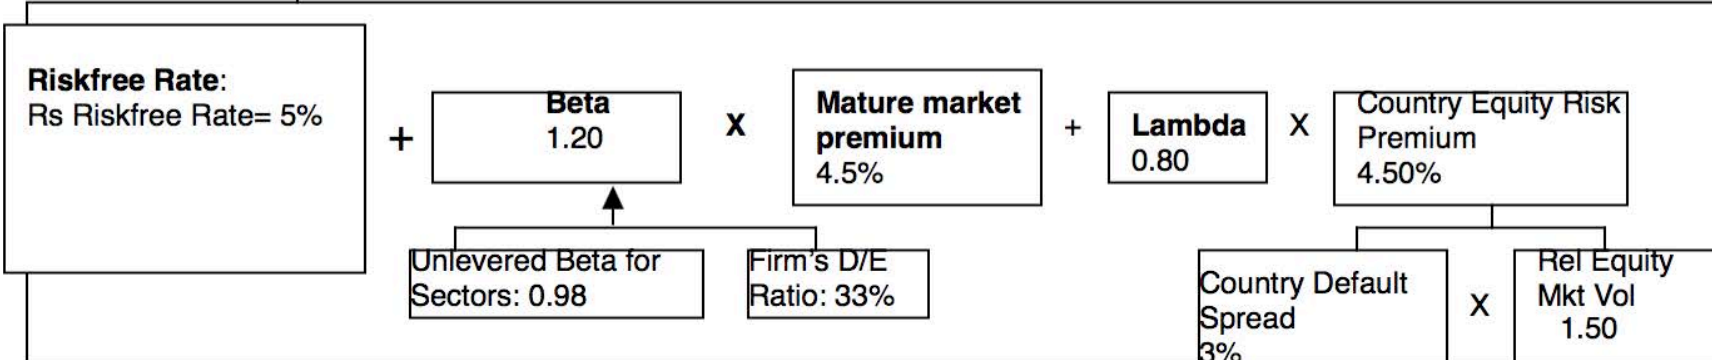 Riskfree Rate:
Rs Riskfree Rate= 5%
+
Beta
1.20
X
Mature market
premium
4.5%
+
Lambda
0.80
X
Country Equity Risk
Premium
4.50%
Unlevered Beta for
Sectors: 0.98
Firm's D/E
Ratio: 33%
Country Default
Spread
3%
X
Rel Equity
Mkt Vol
1.50